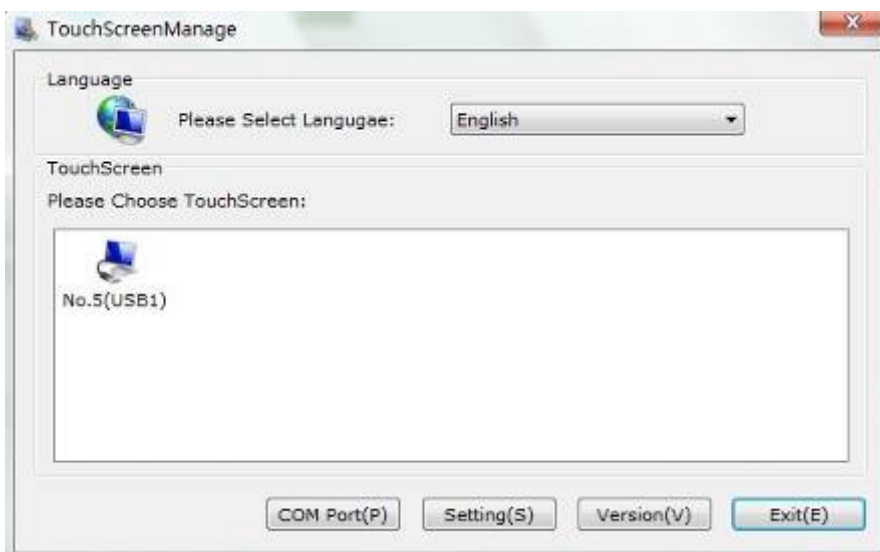 TouchScreenManage
Language
Please Select Langugae:
English
TouchScreen
Please Choose TouchScreen:
No.5(USB1)
COM Port(P)
Setting(S)
Version(V)
Exit(E)